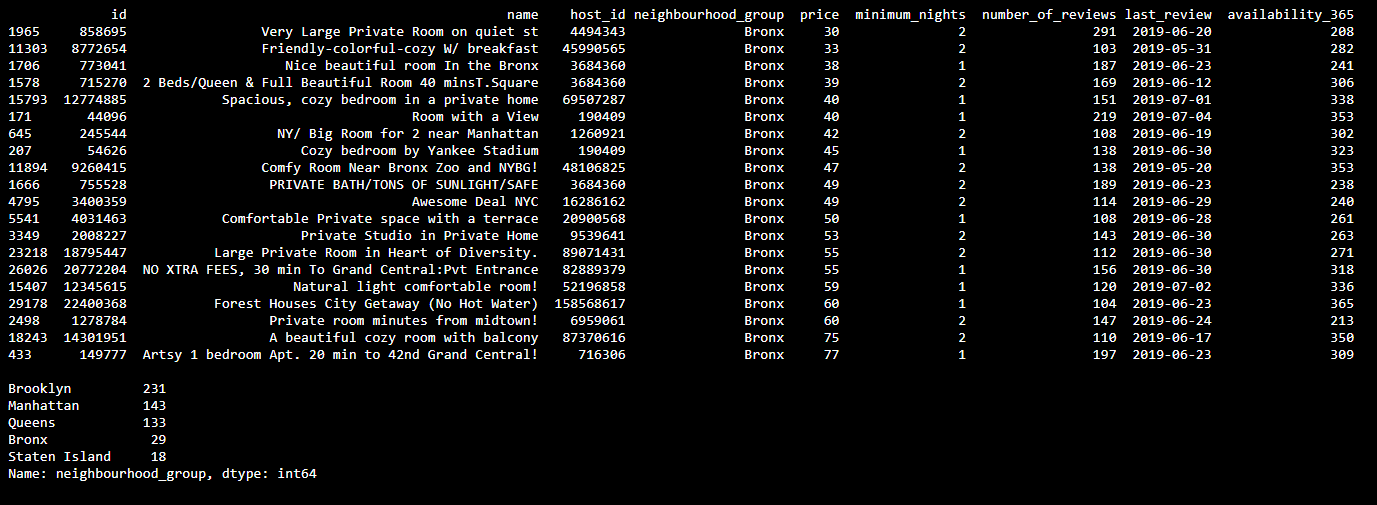 id name host_id neighbourhood_group price minimum_nights number_of_reviews last_review availability_365
1965 858695 Very Large Private Room on quiet st 4494343 Bronx 30 2 291 2019-06-20 208
11303 8772654 Friendly-colorful-cozy W/ breakfast 45990565 Bronx 33 2 103 2019-05-31 282
1706 773041 Nice beautiful room In the Bronx 3684360 Bronx 38 1 187 2019-06-23 241
1578 715270 2 Beds/Queen & Full Beautiful Room 40 minsT.Square 3684360 Bronx 39 2 169 2019-06-12 306
15793 12774885 Spacious, cozy bedroom in a private home 69507287 Bronx 40 1 151 2019-07-01 338
171 44096 Room with a View 190409 Bronx 40 1 219 2019-07-04 353
645 245544 NY/ Big Room for 2 near Manhattan 1260921 Bronx 42 2 108 2019-06-19 302
207 54626 Cozy bedroom by Yankee Stadium 190409 Bronx 45 1 138 2019-06-30 323
11894 9260415 Comfy Room Near Bronx Zoo and NYBG! 48106825 Bronx 47 2 138 2019-05-20 353
1666 755528 PRIVATE BATH/TONS OF SUNLIGHT/SAFE 3684360 Bronx 49 2 189 2019-06-23 238
4795 3400359 Awesome Deal NYC 16286162 Bronx 49 2 114 2019-06-29 240
5541 4031463 Comfortable Private space with a terrace 20900568 Bronx 50 1 108 2019-06-28 261
3349 2008227 Private Studio in Private Home 9539641 Bronx 53 2 143 2019-06-30 263
23218 18795447 Large Private Room in Heart of Diversity. 89071431 Bronx 55 2 112 2019-06-30 271
26026 20772204 NO XTRA FEES, 30 min To Grand Central:Pvt Entrance 82889379 Bronx 55 1 156 2019-06-30 318
15407 12345615 Natural light comfortable room! 52196858 Bronx 59 1 120 2019-07-02 336
29178 22400368 Forest Houses City Getaway (No Hot Water) 158568617 Bronx 60 1 104 2019-06-23 365
2498 1278784 Private room minutes from midtown! 6959061 Bronx 60 2 147 2019-06-24 213
18243 14301951 A beautiful cozy room with balcony 87370616 Bronx 75 2 110 2019-06-17 350
433 149777 Artsy 1 bedroom Apt. 20 min to 42nd Grand Central! 716306 Bronx 77 1 197 2019-06-23 309
Brooklyn 231
Manhattan 143
Queens 133
Bronx 29
Staten Island 18
Name: neighbourhood_group, dtype: int64